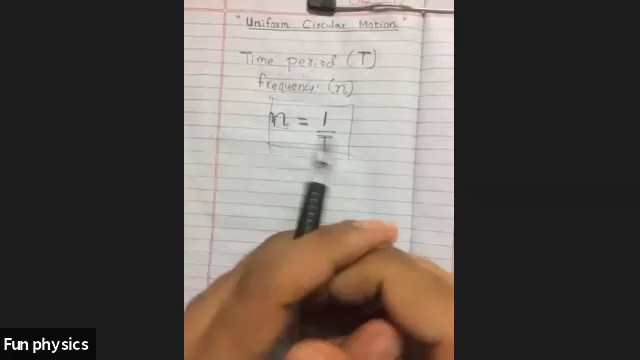 "Uniform Circular Motion"
Time period (T)
frequency (n)
n = 1/T
Fun physics